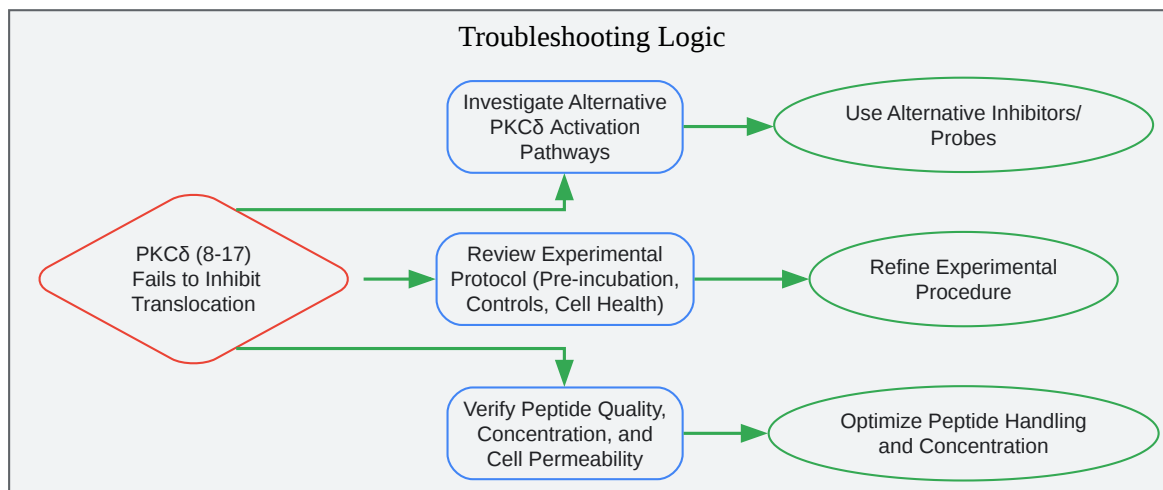 Troubleshooting Logic
Investigate Alternative
PKCδ Activation
Pathways
Use Alternative Inhibitors/
Probes
PKCδ (8-17)
Fails to Inhibit
Translocation
Review Experimental
Protocol (Pre-incubation,
Controls, Cell Health)
Refine Experimental
Procedure
Verify Peptide Quality,
Concentration, and
Cell Permeability
Optimize Peptide Handling
and Concentration